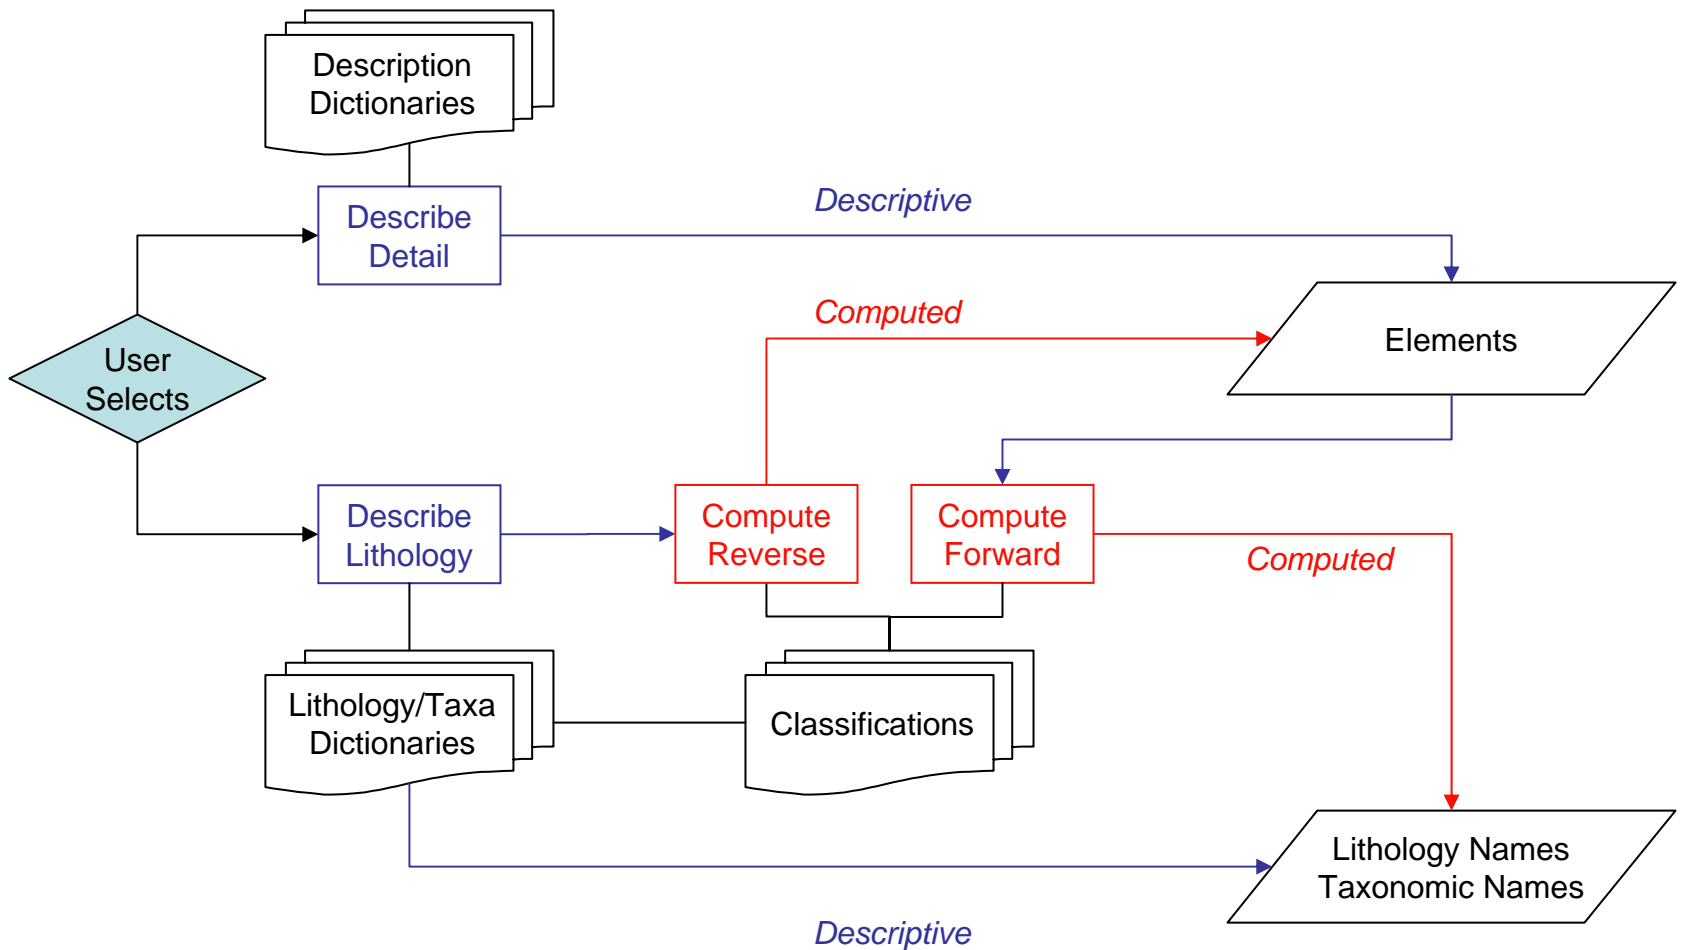 Description
Dictionaries
Describe
Detail
Descriptive
Computed
Elements
User
Selects
Describe
Lithology
Compute
Reverse
Compute
Forward
Computed
Lithology/Taxa
Dictionaries
Classifications
Lithology Names
Taxonomic Names
Descriptive